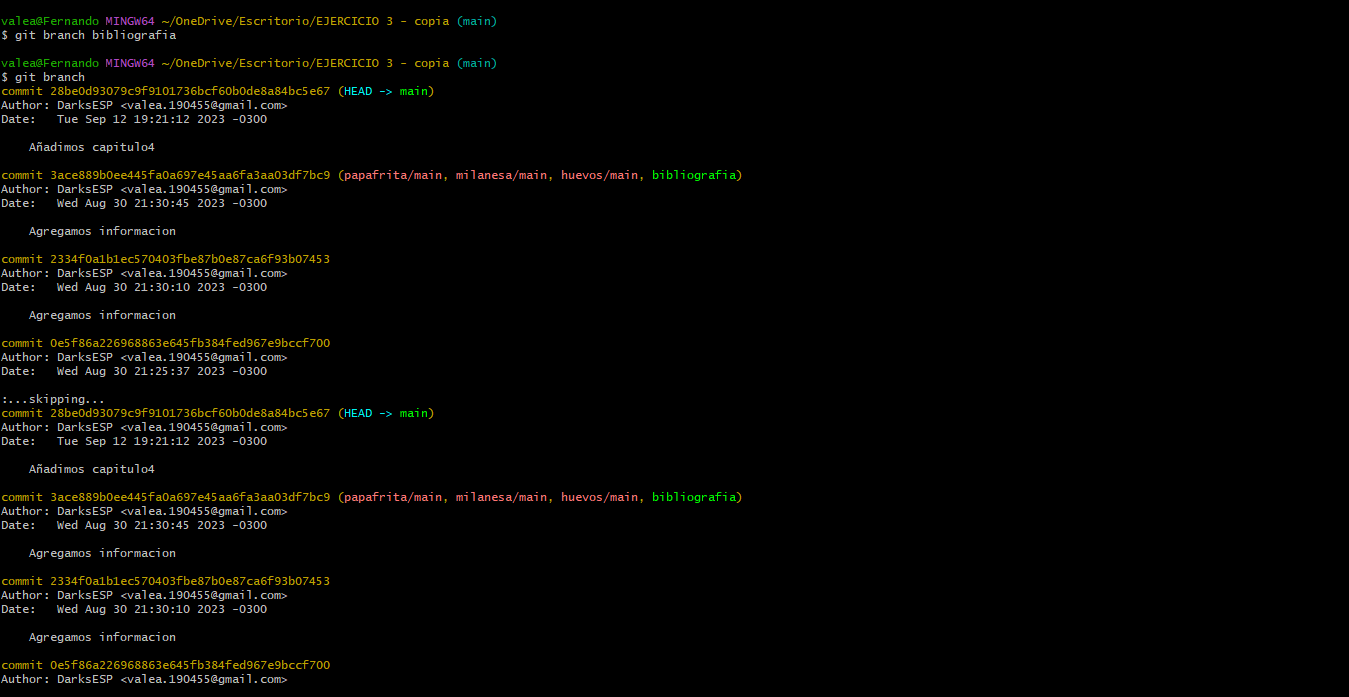 valea@Fernando MINGW64 ~/OneDrive/Escritorio/EJERCICIO 3 - copia (main)
$ git branch bibliografia
valea@Fernando MINGW64 ~/OneDrive/Escritorio/EJERCICIO 3 - copia (main)
$ git branch
commit 28be0d93079c9f9101736bcf60b0de8a84bc5e67 (HEAD -> main)
Author: DarksESP <valea.190455@gmail.com>
Date:   Tue Sep 12 19:21:12 2023 -0300
    Añadimos capitulo4
commit 3ace889b0ee445fa0a697e45aa6fa3aa03df7bc9 (papafrita/main, milanesa/main, huevos/main, bibliografia)
Author: DarksESP <valea.190455@gmail.com>
Date:   Wed Aug 30 21:30:45 2023 -0300
    Agregamos informacion
commit 2334f0a1b1ec570403fbe87b0e87ca6f93b07453
Author: DarksESP <valea.190455@gmail.com>
Date:   Wed Aug 30 21:30:10 2023 -0300
    Agregamos informacion
commit 0e5f86a226968863e645fb384fed967e9bccf700
Author: DarksESP <valea.190455@gmail.com>
Date:   Wed Aug 30 21:25:37 2023 -0300
:...skipping...
commit 28be0d93079c9f9101736bcf60b0de8a84bc5e67 (HEAD -> main)
Author: DarksESP <valea.190455@gmail.com>
Date:   Tue Sep 12 19:21:12 2023 -0300
    Añadimos capitulo4
commit 3ace889b0ee445fa0a697e45aa6fa3aa03df7bc9 (papafrita/main, milanesa/main, huevos/main, bibliografia)
Author: DarksESP <valea.190455@gmail.com>
Date:   Wed Aug 30 21:30:45 2023 -0300
    Agregamos informacion
commit 2334f0a1b1ec570403fbe87b0e87ca6f93b07453
Author: DarksESP <valea.190455@gmail.com>
Date:   Wed Aug 30 21:30:10 2023 -0300
    Agregamos informacion
commit 0e5f86a226968863e645fb384fed967e9bccf700
Author: DarksESP <valea.190455@gmail.com>